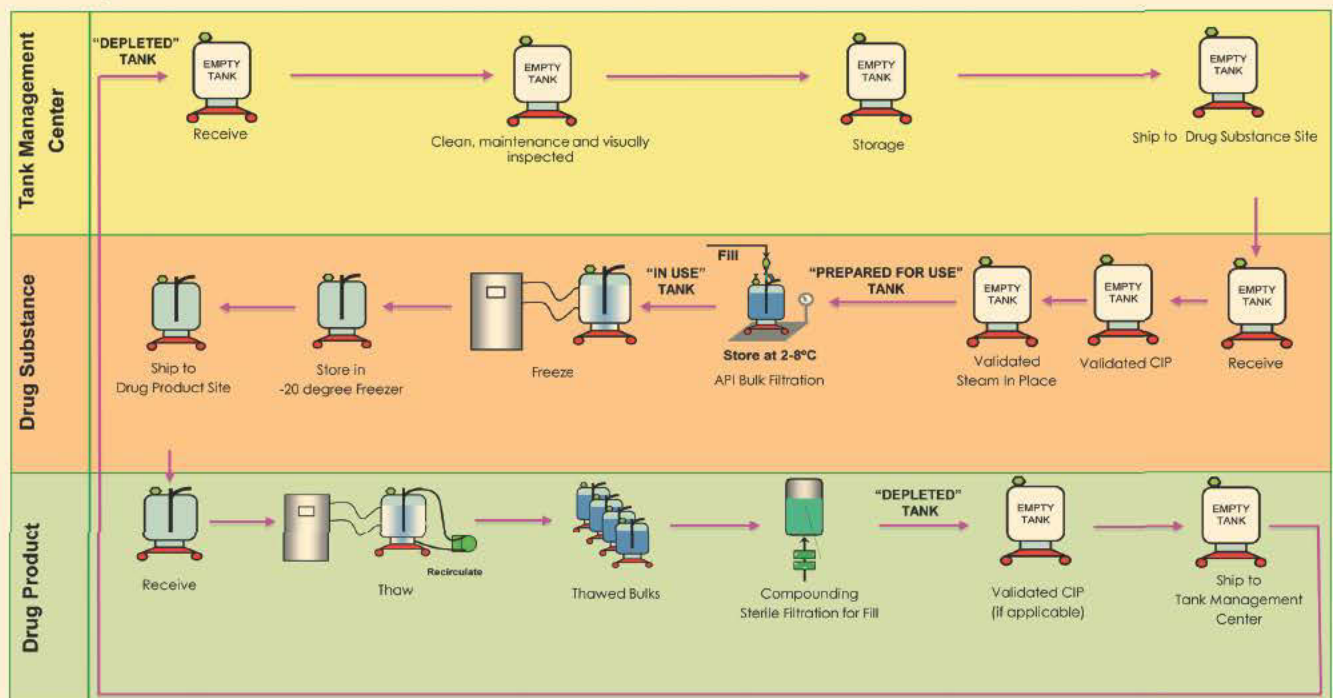 Tank Management
Center
"DEPLETED"
TANK
EMPTY
TANK
Receive
EMPTY
TANK
Clean, maintenance and visually
inspected
EMPTY
TANK
Storage
EMPTY
TANK
Ship to Drug Substance Site
Drug Substance
Ship to
Drug Product Site
Store in
-20 degree Freezer
Freeze
"IN USE"
TANK
Fill
Store at 2-8ºC
API Bulk Filtration
"PREPARED FOR USE"
TANK
EMPTY
TANK
Validated
Steam In Place
EMPTY
TANK
Validated CIP
EMPTY
TANK
Receive
Drug Product
Receive
Thaw
Recirculate
Thawed Bulks
Compounding
Sterile Filtration for Fill
"DEPLETED"
TANK
EMPTY
TANK
Validated CIP
(if applicable)
EMPTY
TANK
Ship to
Tank Management
Center